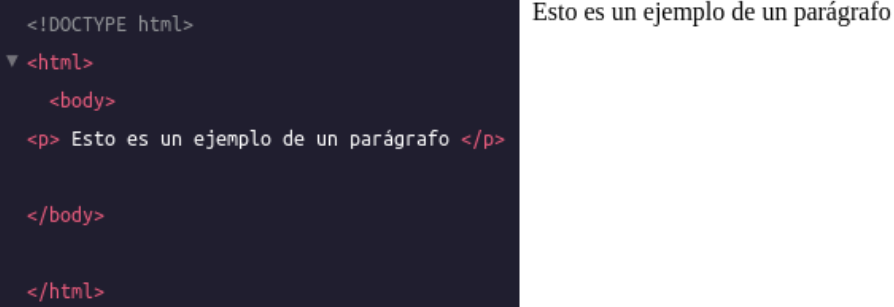 <!DOCTYPE html>
<html>
<body>
<p> Esto es un ejemplo de un parágrafo </p>
</body>
</html>
Esto es un ejemplo de un parágrafo